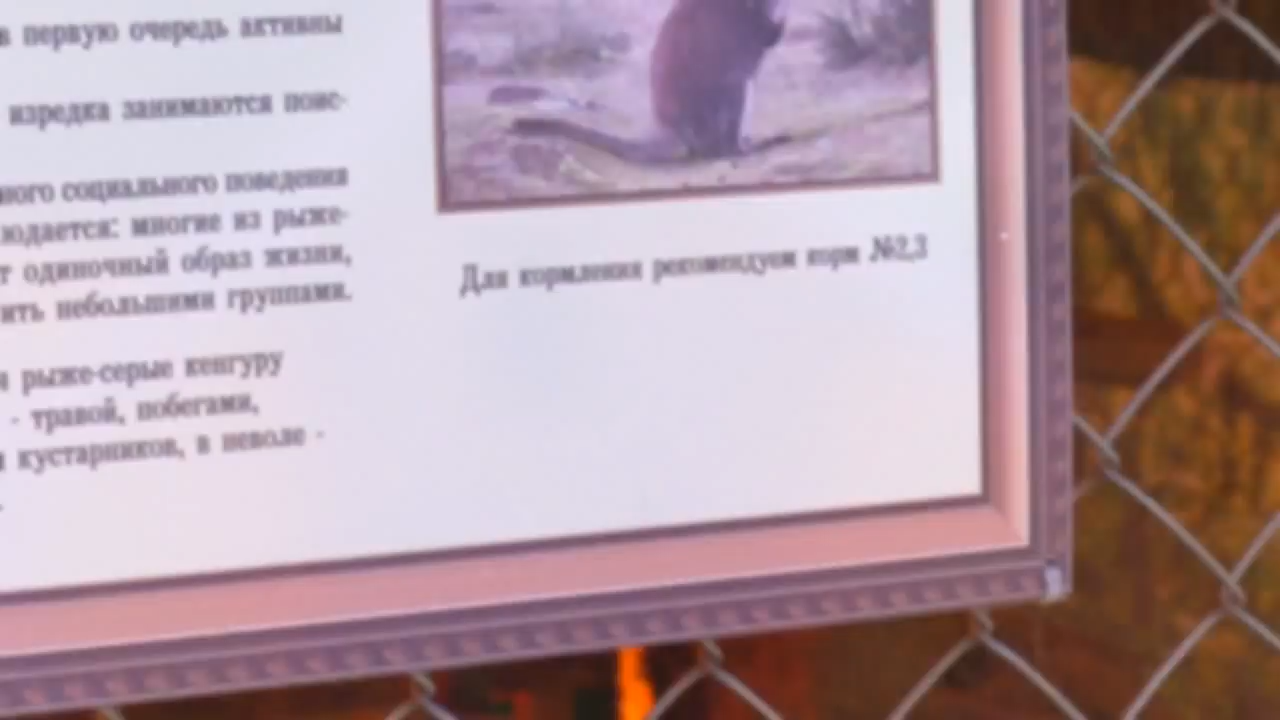 в первую очередь активны
изредка занимаются поис-
ного социального поведения
юдается: многие из рыже-
т одиночный образ жизни,
ить небольшими группами.
рыже-серые кенгуру
- травой, побегами,
и кустарников, в неволе -
Для кормления рекомендуем корм №2,3